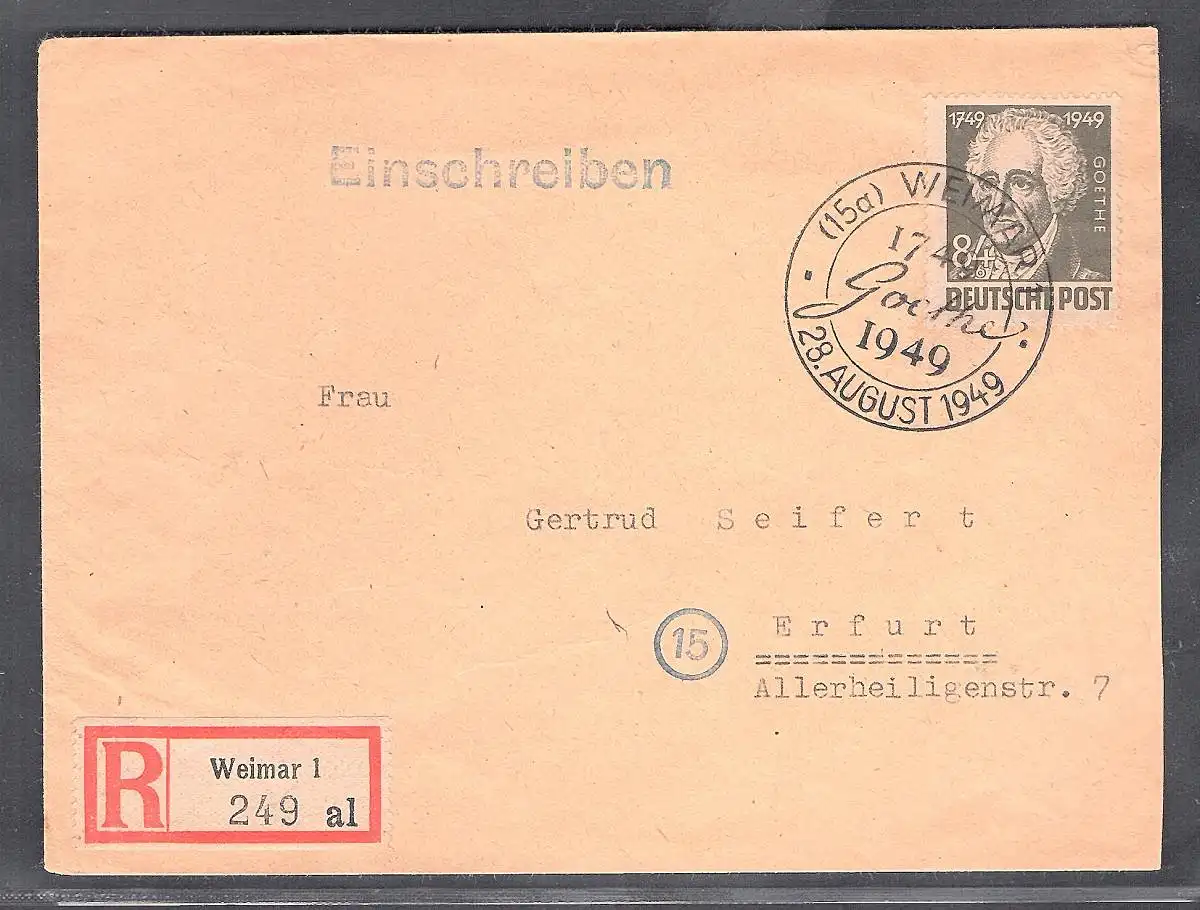 Einschreiben
1749 1949
GOETHE
84
DEUTSCHE POST
(15a) WEIMAR 1
1749
Goethe
1949
28. AUGUST 1949
Frau
Gertrud Seifert
15
Erfurt
=============
Allerheiligenstr. 7
R
Weimar 1
249 al